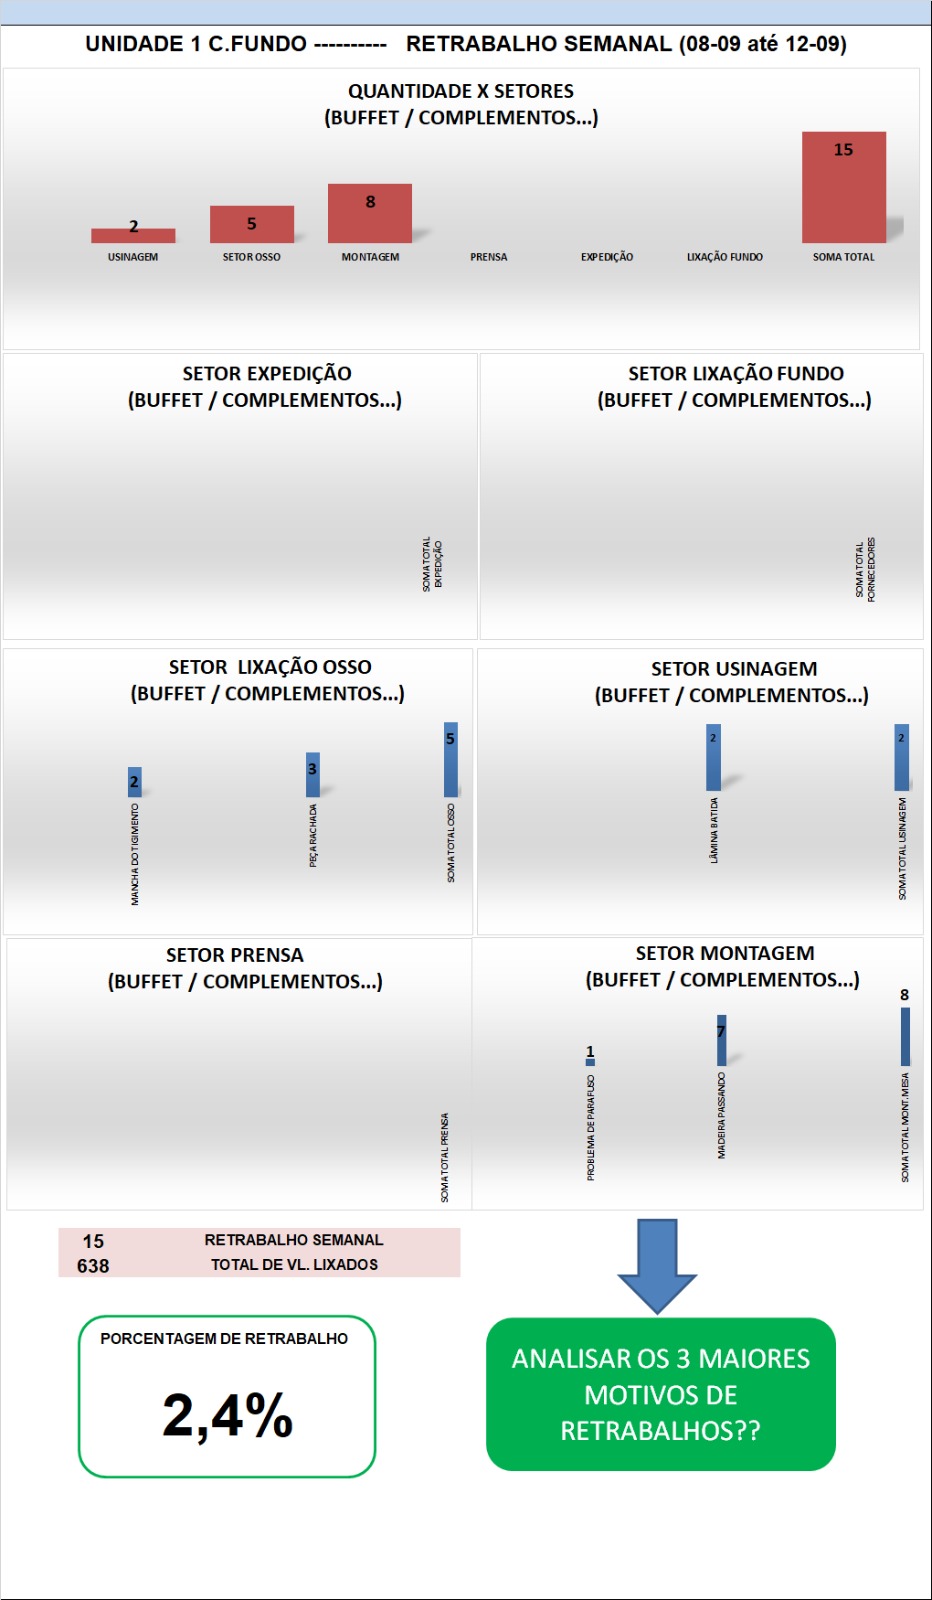 UNIDADE 1 C.FUNDO ---------- RETRABALHO SEMANAL (08-09 até 12-09)
QUANTIDADE X SETORES
(BUFFET / COMPLEMENTOS...)
2
5
8
15
USINAGEM
SETOR OSSO
MONTAGEM
PRENSA
EXPEDIÇÃO
LIXAÇÃO FUNDO
SOMA TOTAL
SETOR EXPEDIÇÃO
(BUFFET / COMPLEMENTOS...)
SOMA TOTAL
EXPEDIÇÃO
SETOR LIXAÇÃO FUNDO
(BUFFET / COMPLEMENTOS...)
SOMA TOTAL
FORNECEDORES
SETOR LIXAÇÃO OSSO
(BUFFET / COMPLEMENTOS...)
2
3
5
MANCHA DO TIGIMENTO
PEÇA RACHADA
SOMA TOTAL OSSO
SETOR USINAGEM
(BUFFET / COMPLEMENTOS...)
2
2
LÂMINA BATIDA
SOMA TOTAL USINAGEM
SETOR PRENSA
(BUFFET / COMPLEMENTOS...)
SOMA TOTAL PRENSA
SETOR MONTAGEM
(BUFFET / COMPLEMENTOS...)
1
7
8
PROBLEMA DE PARAFUSO
MADEIRA PASSANDO
SOMA TOTAL MONT. MESA
15 RETRABALHO SEMANAL
638 TOTAL DE VL. LIXADOS
PORCENTAGEM DE RETRABALHO
2,4%
ANALISAR OS 3 MAIORES
MOTIVOS DE
RETRABALHOS??